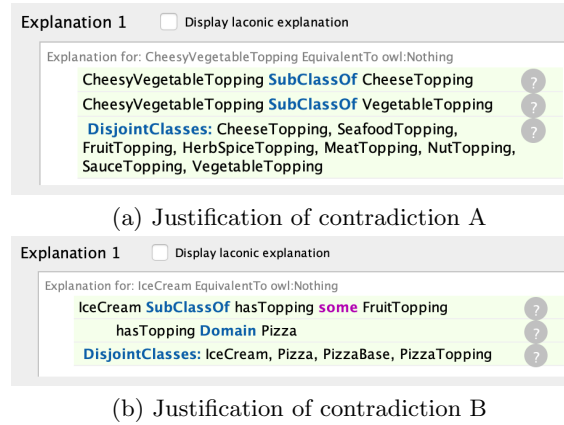 Explanation 1 Display laconic explanation
Explanation for: CheesyVegetableTopping EquivalentTo owl:Nothing
CheesyVegetableTopping SubClassOf CheeseTopping ?
CheesyVegetableTopping SubClassOf VegetableTopping ?
DisjointClasses: CheeseTopping, SeafoodTopping, ?
FruitTopping, HerbSpiceTopping, MeatTopping, NutTopping,
SauceTopping, VegetableTopping
(a) Justification of contradiction A
Explanation 1 Display laconic explanation
Explanation for: IceCream EquivalentTo owl:Nothing
IceCream SubClassOf hasTopping some FruitTopping ?
hasTopping Domain Pizza ?
DisjointClasses: IceCream, Pizza, PizzaBase, PizzaTopping ?
(b) Justification of contradiction B